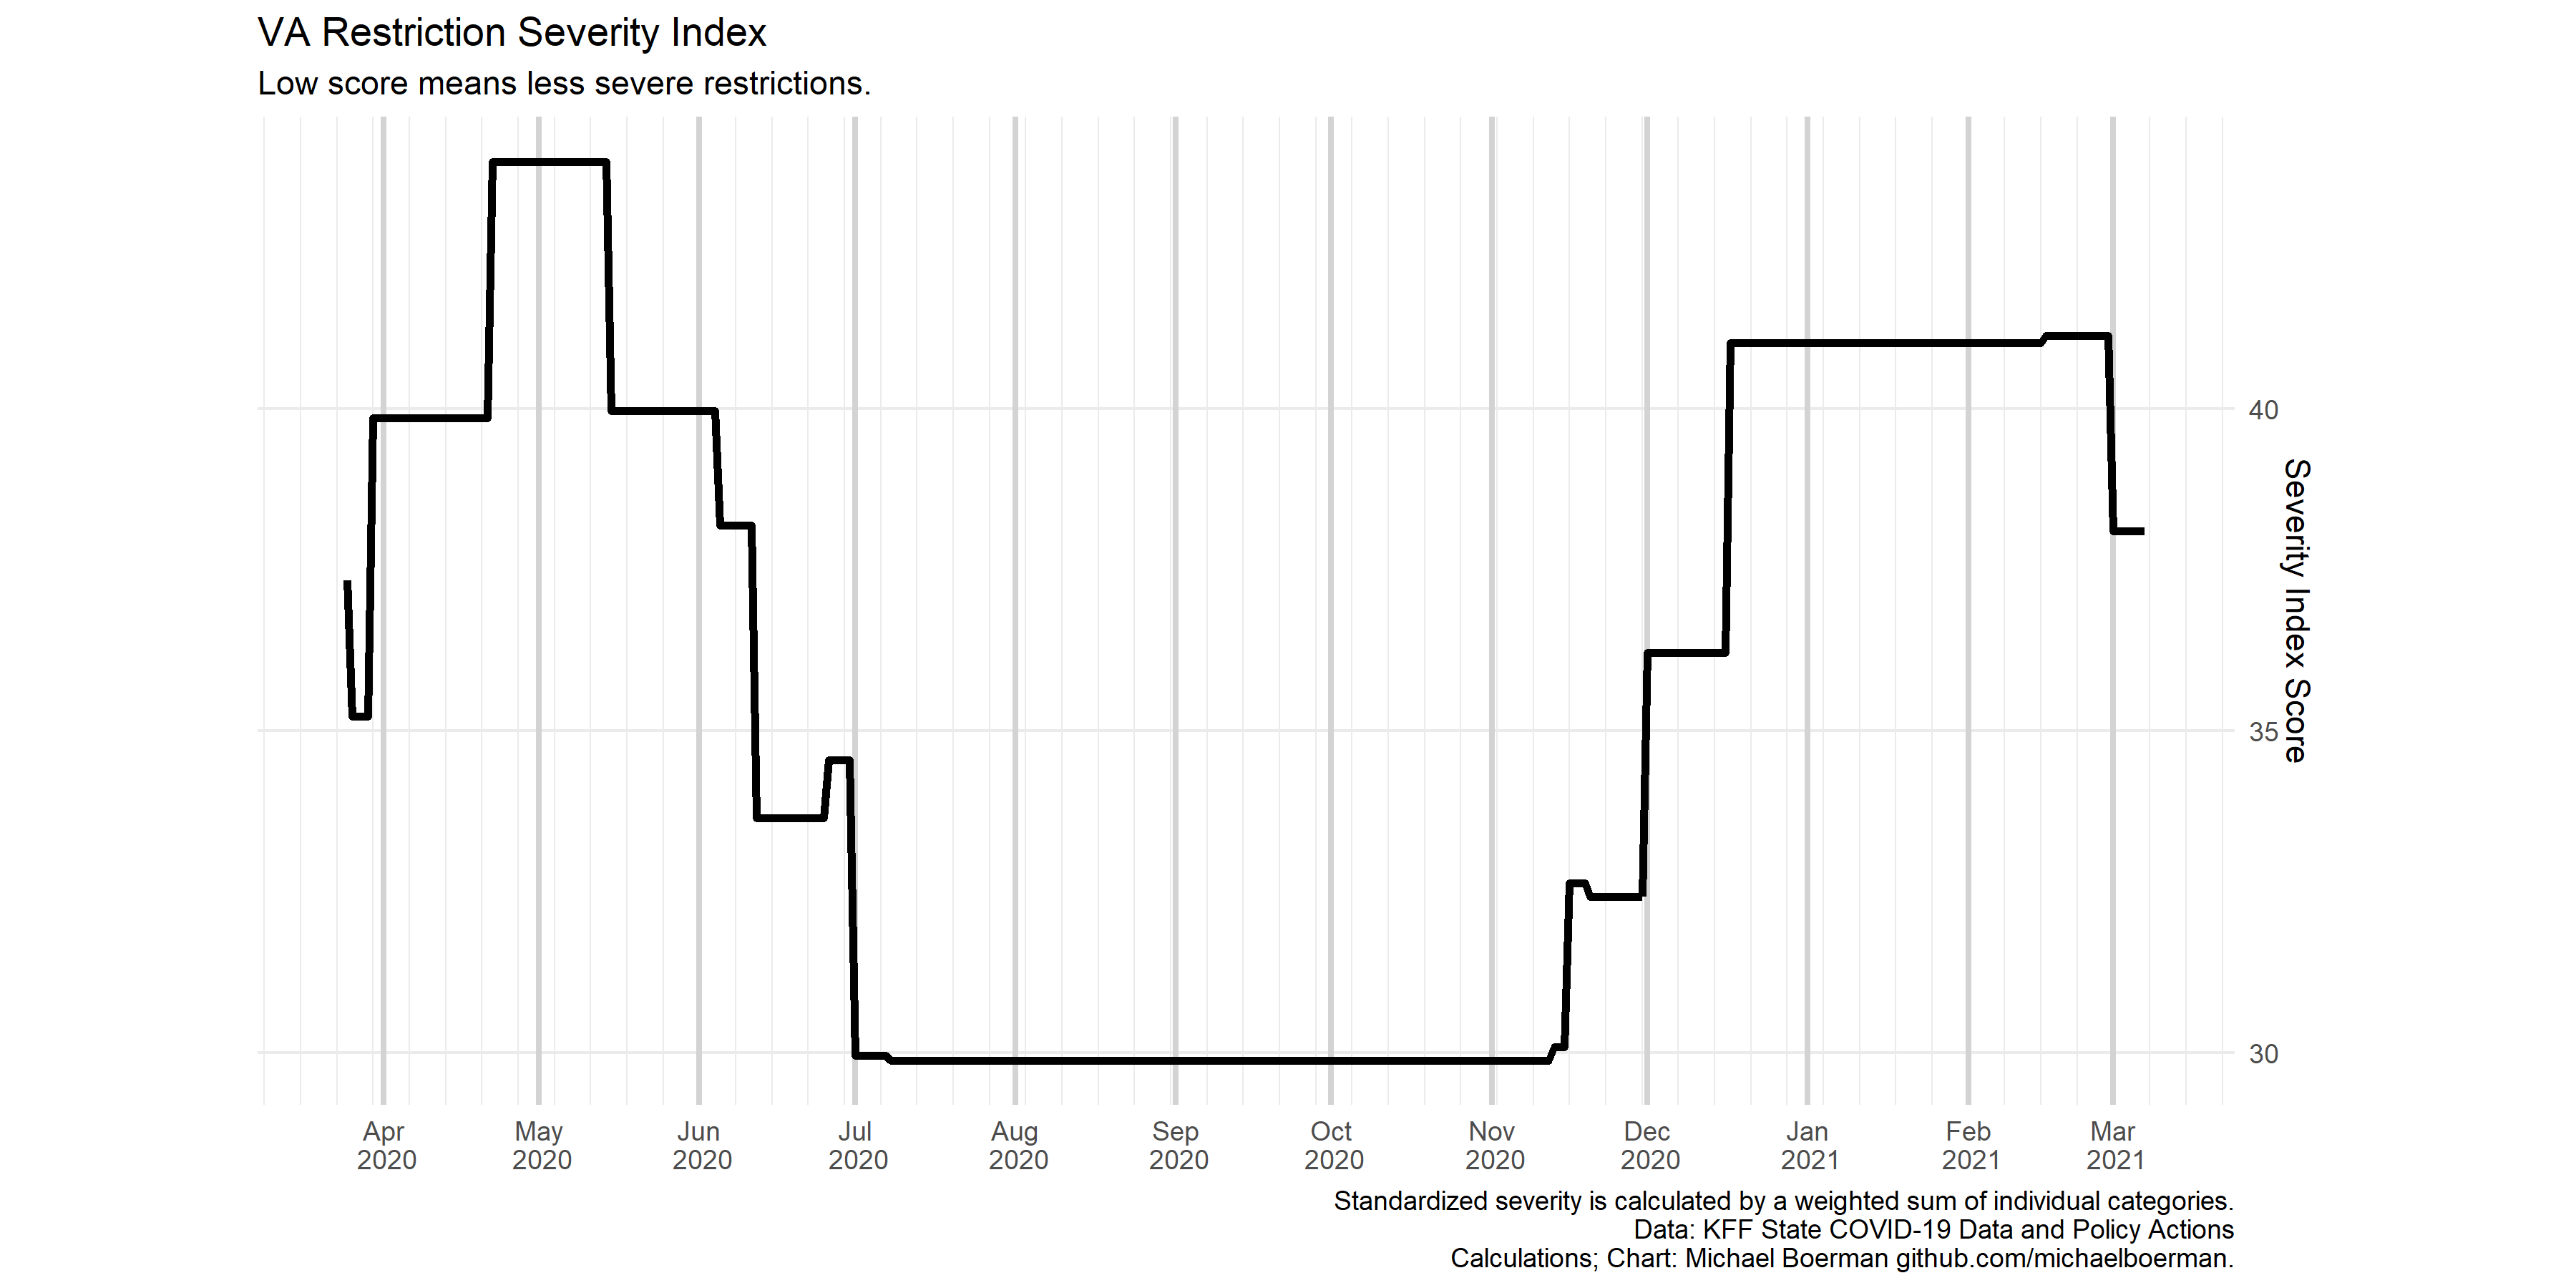 VA Restriction Severity Index
Low score means less severe restrictions.
40
35
30
Severity Index Score
Apr 2020
May 2020
Jun 2020
Jul 2020
Aug 2020
Sep 2020
Oct 2020
Nov 2020
Dec 2020
Jan 2021
Feb 2021
Mar 2021
Standardized severity is calculated by a weighted sum of individual categories.
Data: KFF State COVID-19 Data and Policy Actions
Calculations; Chart: Michael Boerman github.com/michaelboerman.